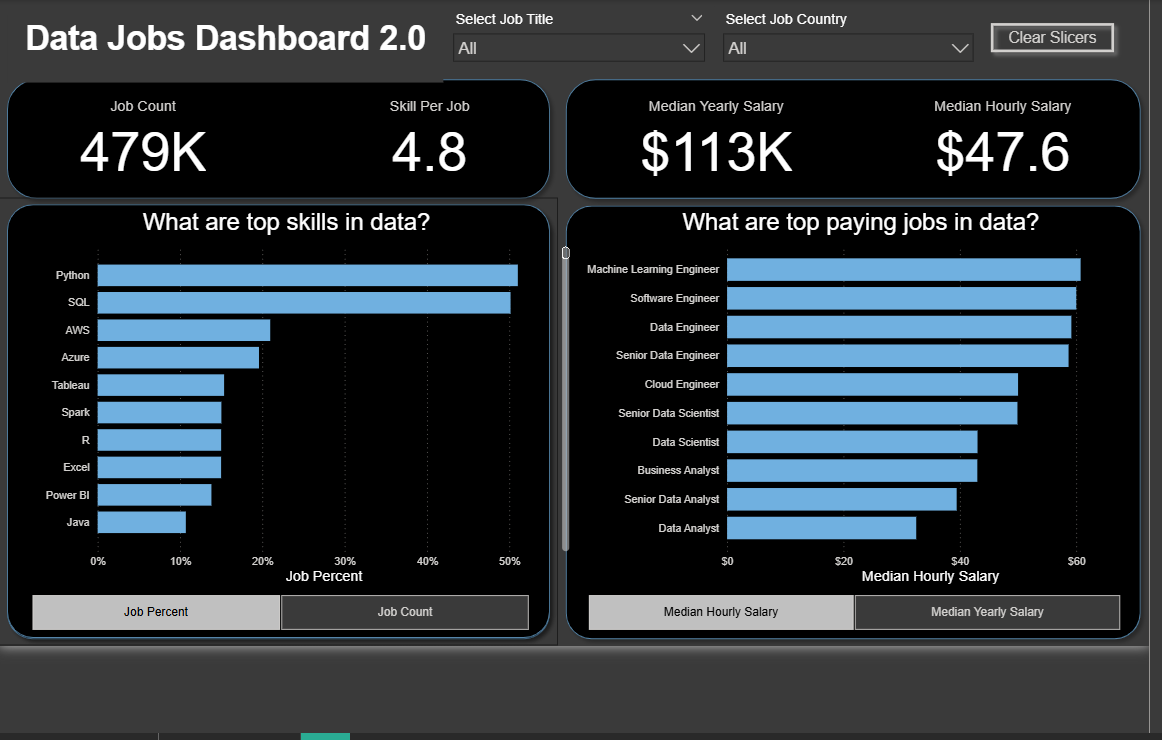 Data Jobs Dashboard 2.0
Select Job Title
All
Select Job Country
All
Clear Slicers
Job Count
479K
Skill Per Job
4.8
Median Yearly Salary
$113K
Median Hourly Salary
$47.6
What are top skills in data?
Python
SQL
AWS
Azure
Tableau
Spark
R
Excel
Power BI
Java
0% 10% 20% 30% 40% 50%
Job Percent
Job Percent
Job Count
What are top paying jobs in data?
Machine Learning Engineer
Software Engineer
Data Engineer
Senior Data Engineer
Cloud Engineer
Senior Data Scientist
Data Scientist
Business Analyst
Senior Data Analyst
Data Analyst
$0 $20 $40 $60
Median Hourly Salary
Median Hourly Salary
Median Yearly Salary